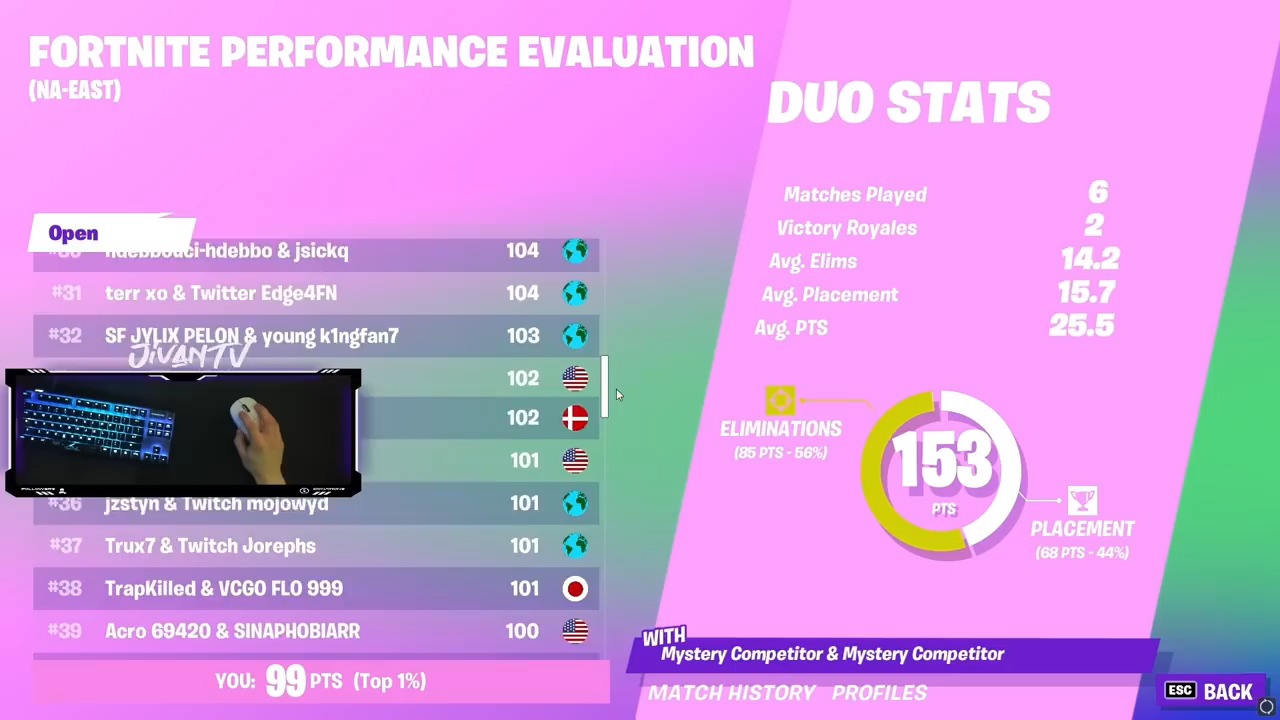 FORTNITE PERFORMANCE EVALUATION
(NA-EAST)
Open
hdebbouci-hdebbo & jsickq 104
#31 terr xo & Twitter Edge4FN 104
#32 SF JYLIX PELON & young k1ngfan7 103
JiVANTV
102
102
101
#36 jzstyn & Twitch mojowyd 101
#37 Trux7 & Twitch Jorephs 101
#38 TrapKilled & VCGO FLO 999 101
#39 Acro 69420 & SINAPHOBIARR 100
YOU: 99 PTS (Top 1%)
DUO STATS
Matches Played 6
Victory Royales 2
Avg. Elims 14.2
Avg. Placement 15.7
Avg. PTS 25.5
ELIMINATIONS
(85 PTS - 56%)
153
PTS
PLACEMENT
(68 PTS - 44%)
WITH
Mystery Competitor & Mystery Competitor
MATCH HISTORY PROFILES
ESC BACK